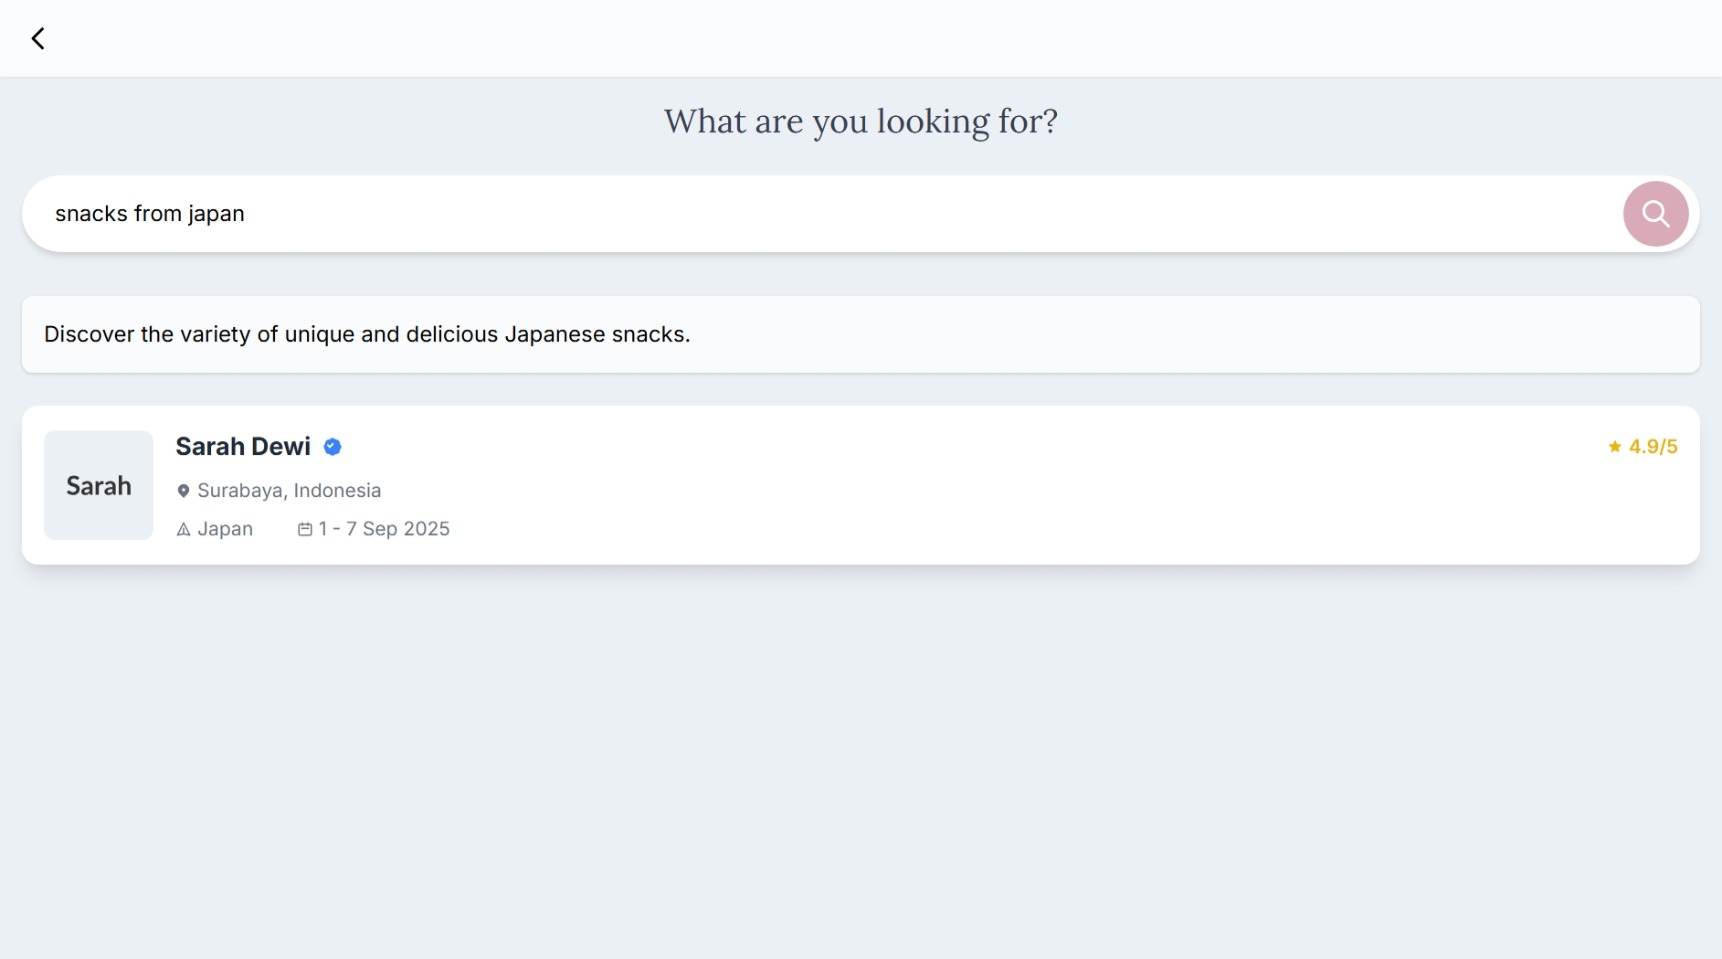 What are you looking for?
snacks from japan
Discover the variety of unique and delicious Japanese snacks.
Sarah
Sarah Dewi
4.9/5
Surabaya, Indonesia
Japan 1 - 7 Sep 2025